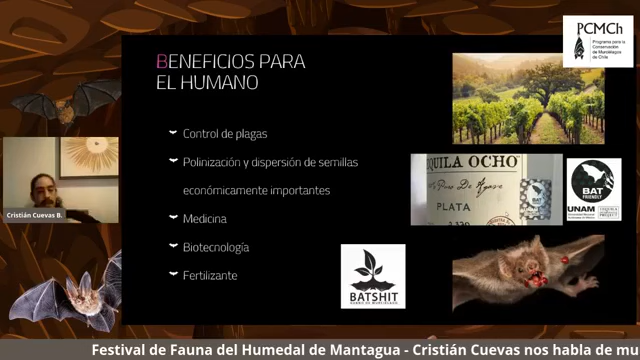 PCMCh
Programa para la
Conservación
de Murciélagos
de Chile
BENEFICIOS PARA
EL HUMANO
Control de plagas
Polinización y dispersión de semillas
económicamente importantes
Medicina
Biotecnología
Fertilizante
QUILA OCHO
PLATA
BAT
FRIENDLY
UNAM
BATSHIT
Cristián Cuevas B.
Festival de Fauna del Humedal de Mantagua - Cristián Cuevas nos habla de mu